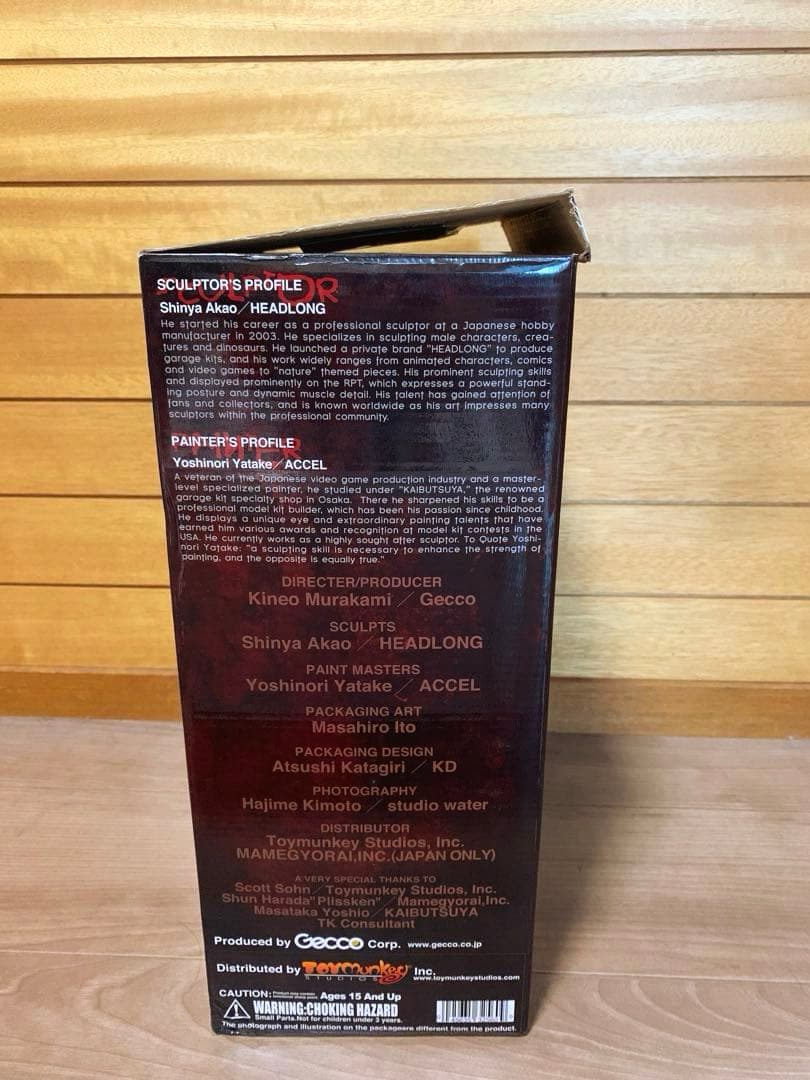 SCULPTOR
SCULPTOR'S PROFILE
Shinya Akao／HEADLONG
He started his career as a professional sculptor at a Japanese hobby
manufacturer in 2003. He specializes in sculpting male characters, crea-
tures and dinosaurs. He launched a private brand "HEADLONG" to produce
garage kits, and his work widely ranges from animated characters, comics
and video games to "nature" themed pieces. His prominent sculpting skills
and displayed prominently on the RPT, which expresses a powerful stand-
ing posture and dynamic muscle detail. His talent has gained attention of
fans and collectors, and is known worldwide as his art impresses many
sculptors within the professional community.
PAINTER
PAINTER'S PROFILE
Yoshinori Yatake／ACCEL
A veteran of the Japanese video game production industry and a master-
level specialized painter, he studied under "KAIBUTSUYA," the renowned
garage kit specialty shop in Osaka. There he sharpened his skills to be a
professional model kit builder, which has been his passion since childhood.
He displays a unique eye and extraordinary painting talents that have
earned him various awards and recognition at model kit contests in the
USA. He currently works as a highly sought after sculptor. To Quote Yoshi-
nori Yatake: "a sculpting skill is necessary to enhance the strength of
painting, and the opposite is equally true."
DIRECTER/PRODUCER
Kineo Murakami／Gecco
SCULPTS
Shinya Akao／HEADLONG
PAINT MASTERS
Yoshinori Yatake／ACCEL
PACKAGING ART
Masahiro Ito
PACKAGING DESIGN
Atsushi Katagiri／KD
PHOTOGRAPHY
Hajime Kimoto／studio water
DISTRIBUTOR
Toymunkey Studios, Inc.
MAMEGYORAI,INC.(JAPAN ONLY)
A VERY SPECIAL THANKS TO
Scott Sohn／Toymunkey Studios, Inc.
Shun Harada"Plissken"／Mamegyorai,Inc.
Masataka Yoshio／KAIBUTSUYA
TK Consultant
Produced by Gecco Corp. www.gecco.co.jp
Distributed by TOYMUNKEY STUDIOS Inc. www.toymunkeystudios.com
CAUTION: Product may contain functional sharp point. Ages 15 And Up
WARNING:CHOKING HAZARD
Small Parts.Not for children under 3 years.
The photograph and illustration on the packageare different from the product.